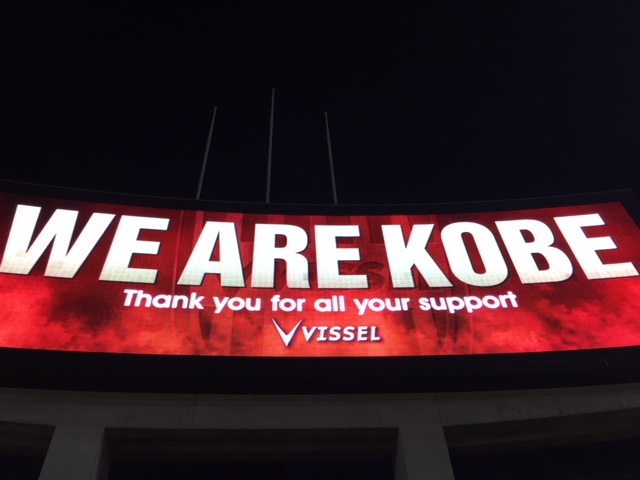 WE ARE KOBE
Thank you for all your support
VISSEL